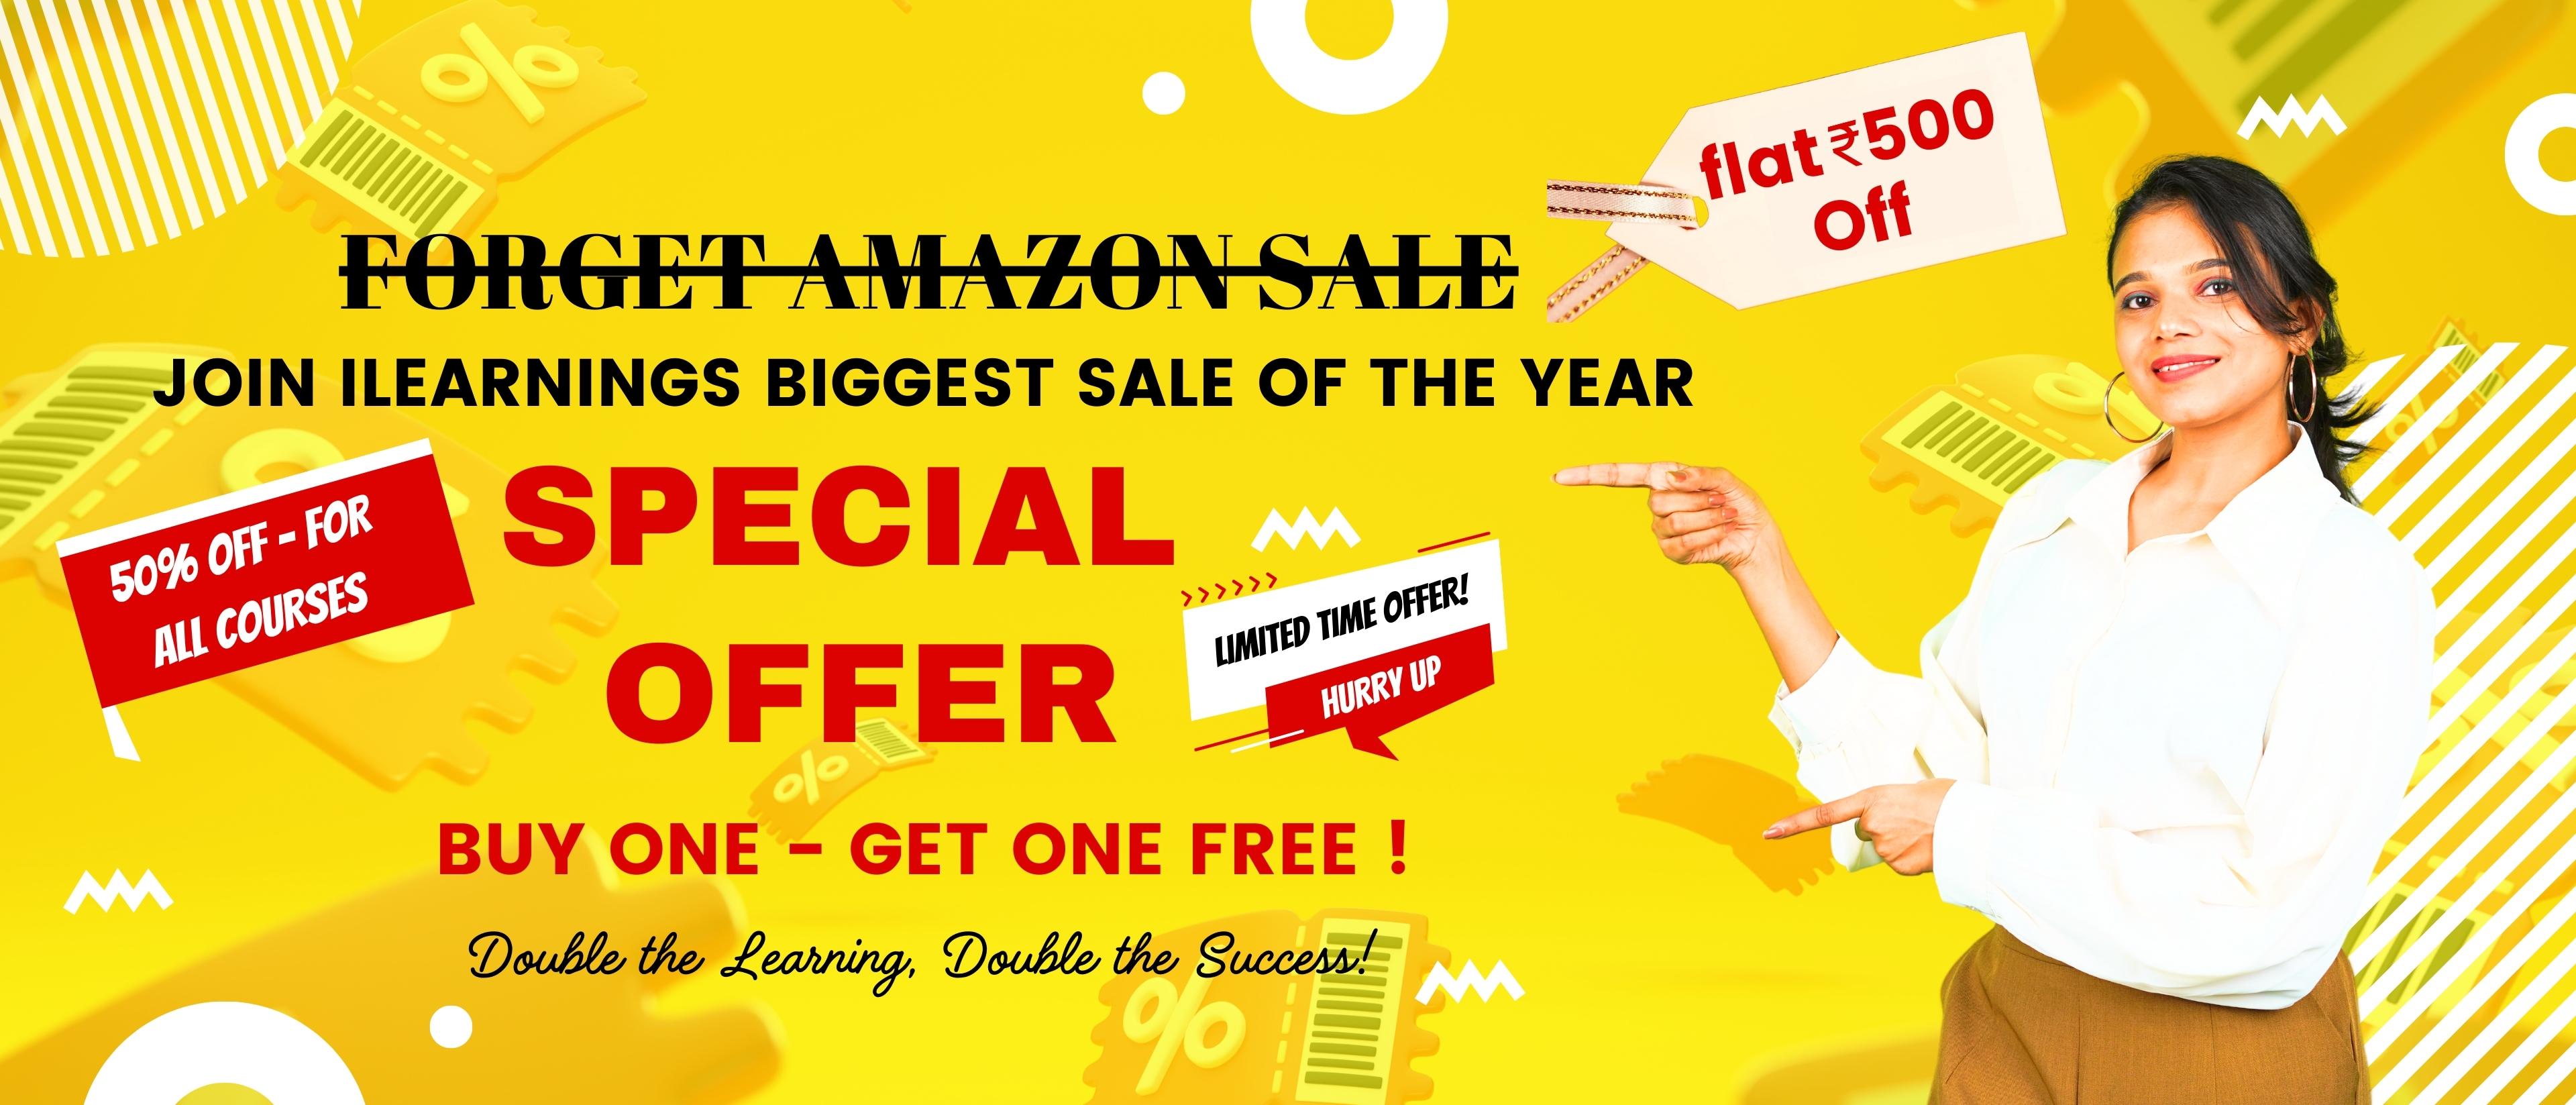 flat ₹500
Off
FORGET AMAZON SALE
JOIN ILEARNINGS BIGGEST SALE OF THE YEAR
50% OFF - FOR
ALL COURSES
SPECIAL
OFFER
LIMITED TIME OFFER!
HURRY UP
BUY ONE - GET ONE FREE !
Double the Learning, Double the Success!